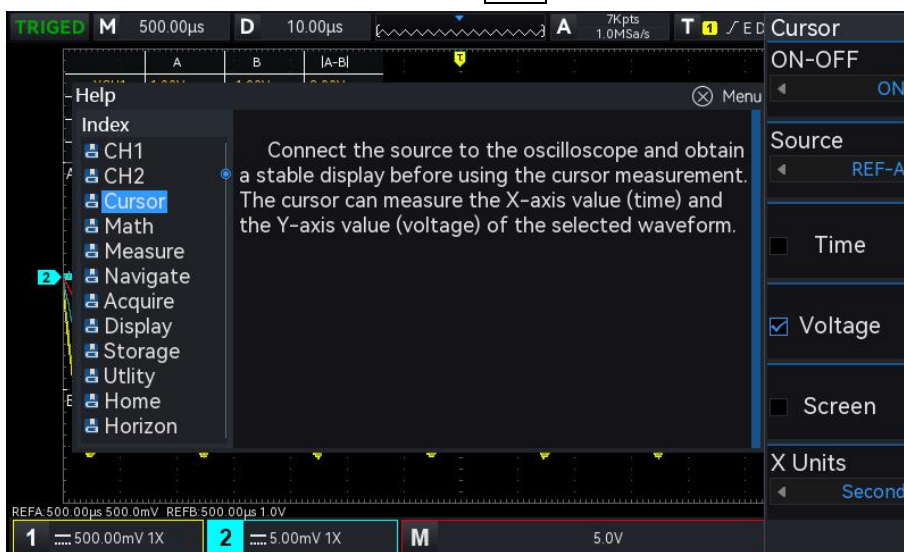 TRIGED M 500.00μs D 10.00μs A 7Kpts 1.0MSa/s T 1 ED
Cursor
A B |A-B|
T
ON-OFF
ON
Help Menu
Index
CH1
CH2
Cursor
Math
Measure
Navigate
Acquire
Display
Storage
Utlity
Home
Horizon
Connect the source to the oscilloscope and obtain
a stable display before using the cursor measurement.
The cursor can measure the X-axis value (time) and
the Y-axis value (voltage) of the selected waveform.
2
Source
REF-A
Time
Voltage
Screen
X Units
Second
REFA:500.00μs 500.0mV REFB:500.00μs 1.0V
1 500.00mV 1X 2 5.00mV 1X M 5.0V